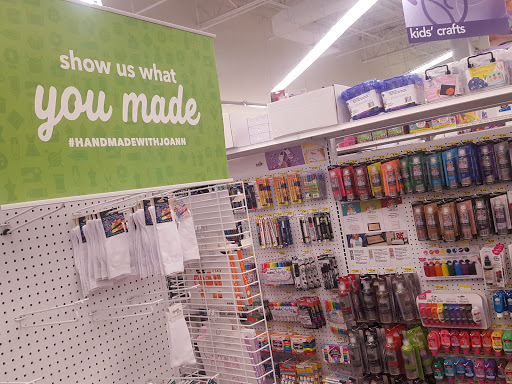 show us what
you made
#HANDMADEWITHJOANN
kids' crafts